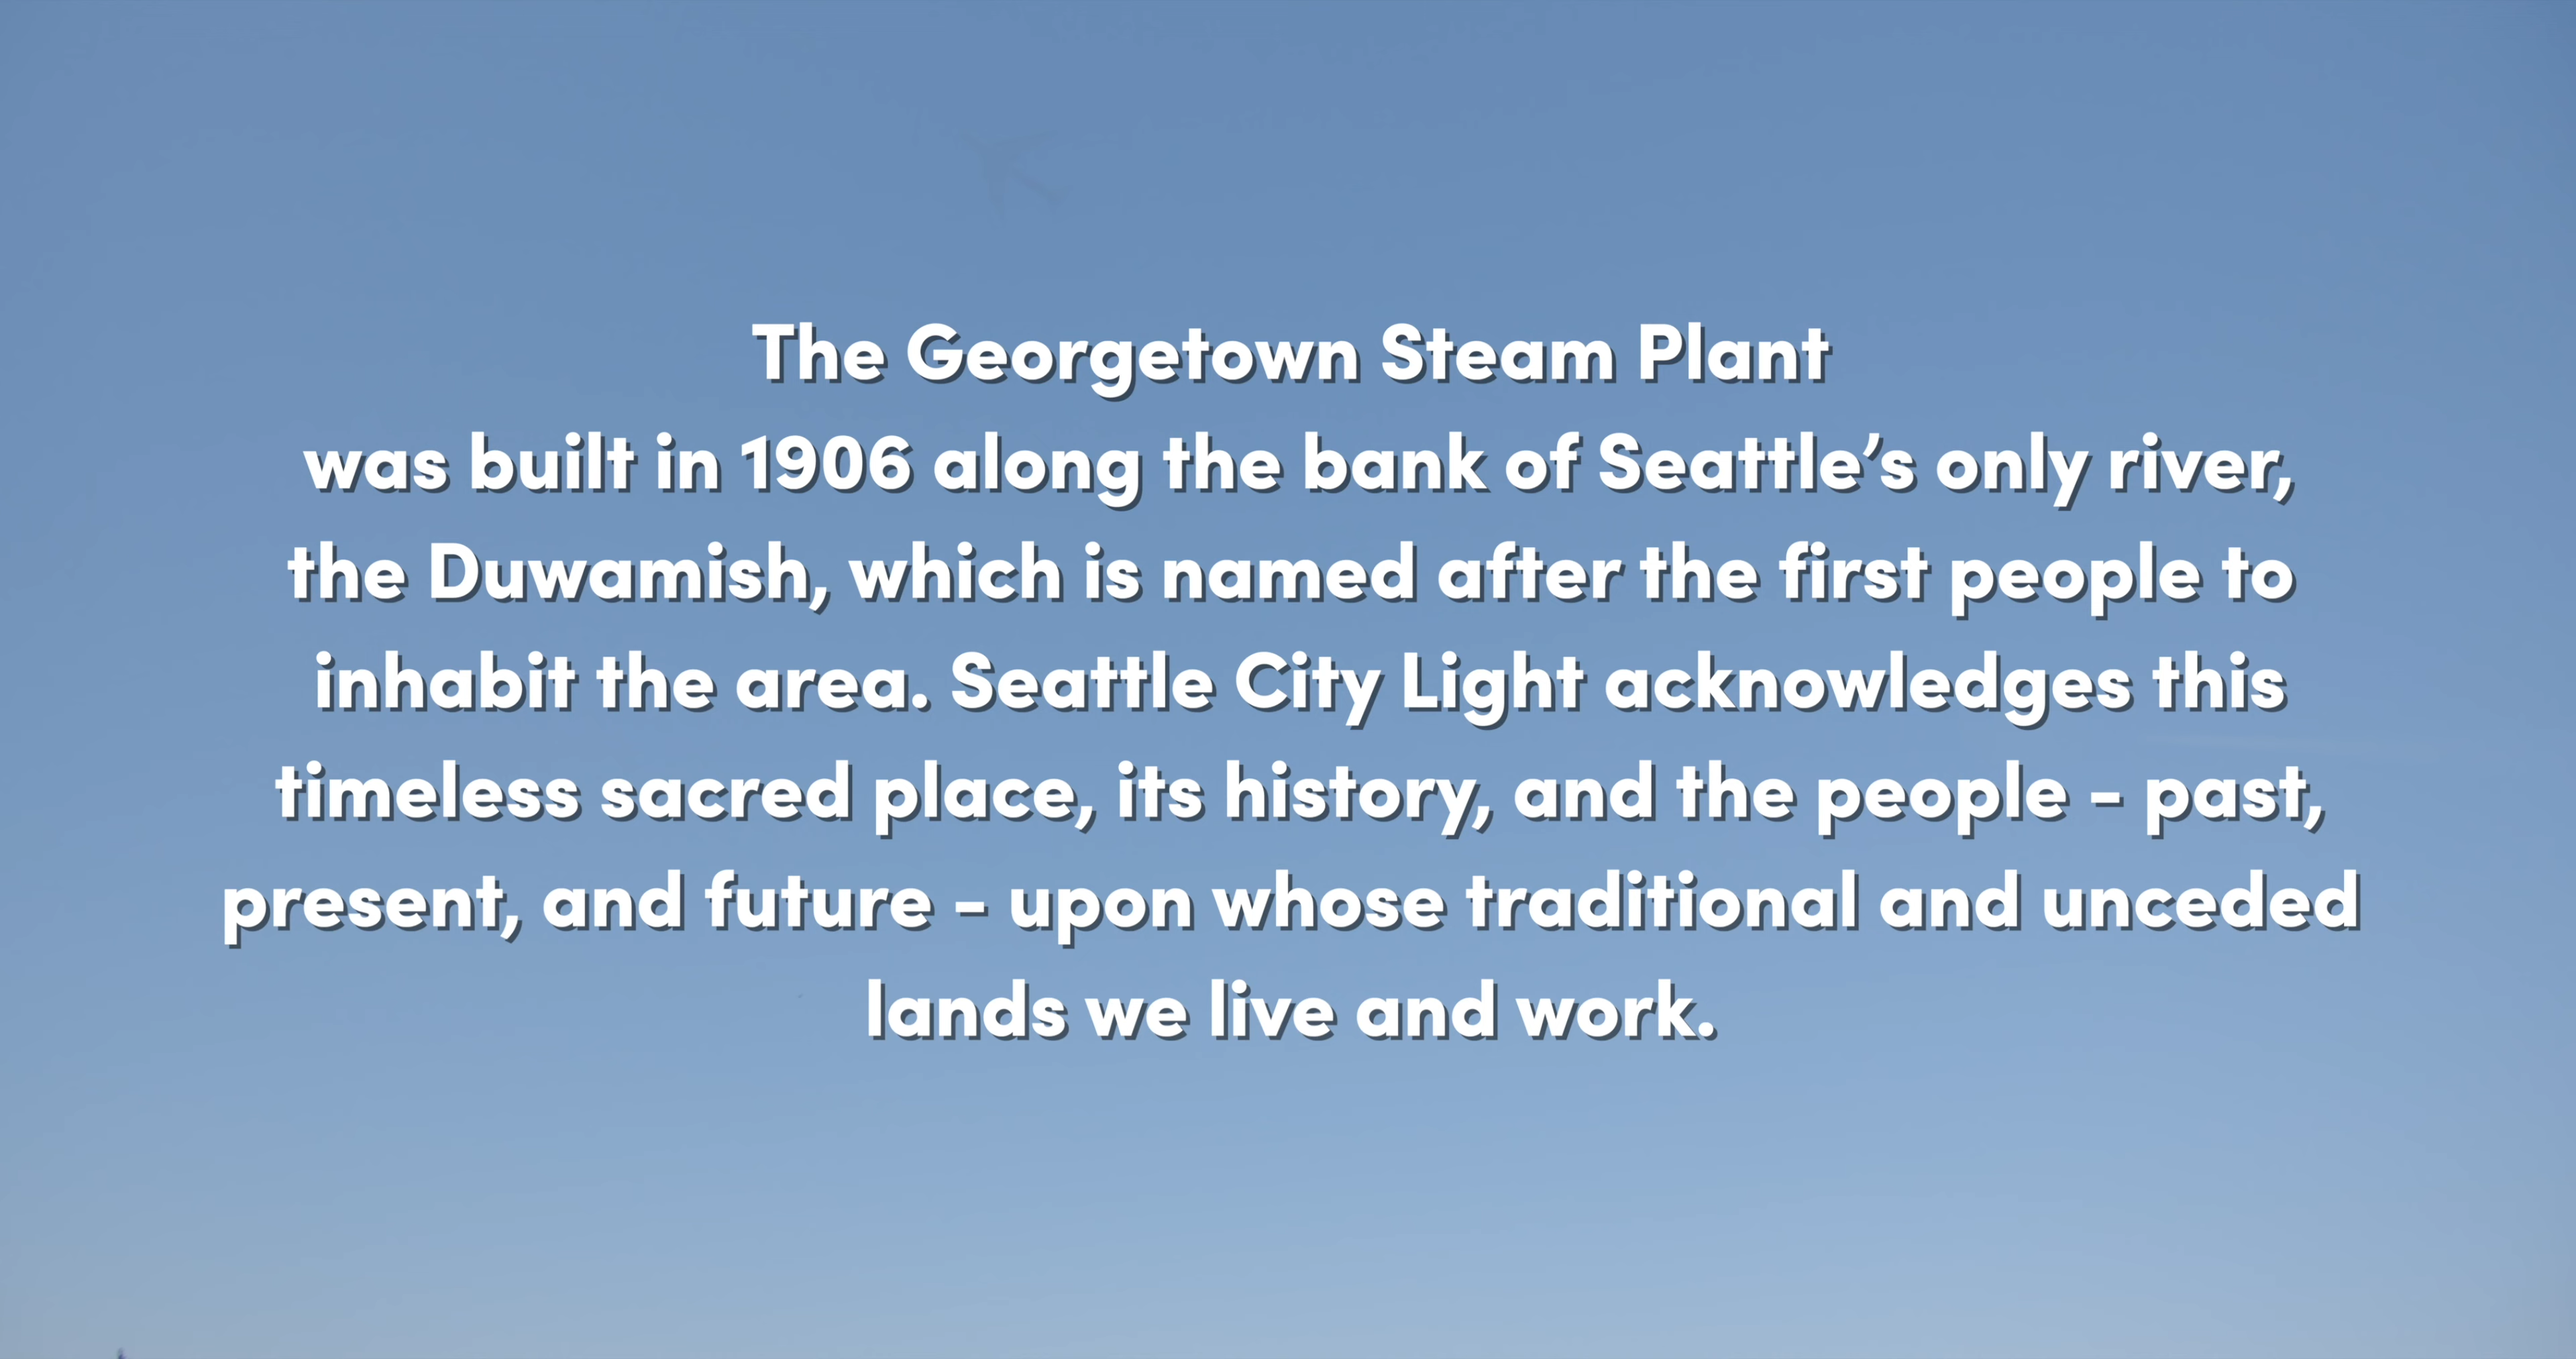 The Georgetown Steam Plant
was built in 1906 along the bank of Seattle’s only river,
the Duwamish, which is named after the first people to
inhabit the area. Seattle City Light acknowledges this
timeless sacred place, its history, and the people - past,
present, and future - upon whose traditional and unceded
lands we live and work.